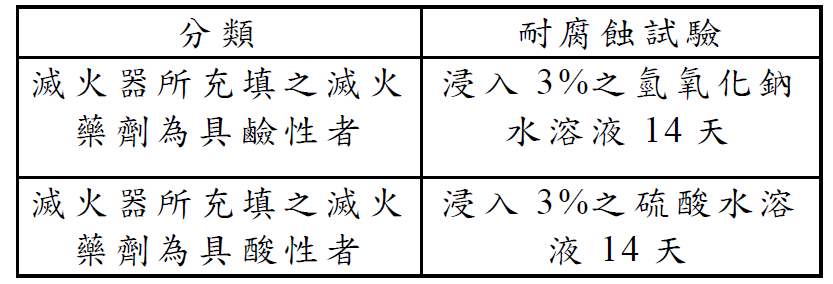 分類
耐腐蝕試驗
滅火器所充填之滅火
藥劑為具鹼性者
浸入 3%之氫氧化鈉
水溶液 14 天
滅火器所充填之滅火
藥劑為具酸性者
浸入 3%之硫酸水溶
液 14 天